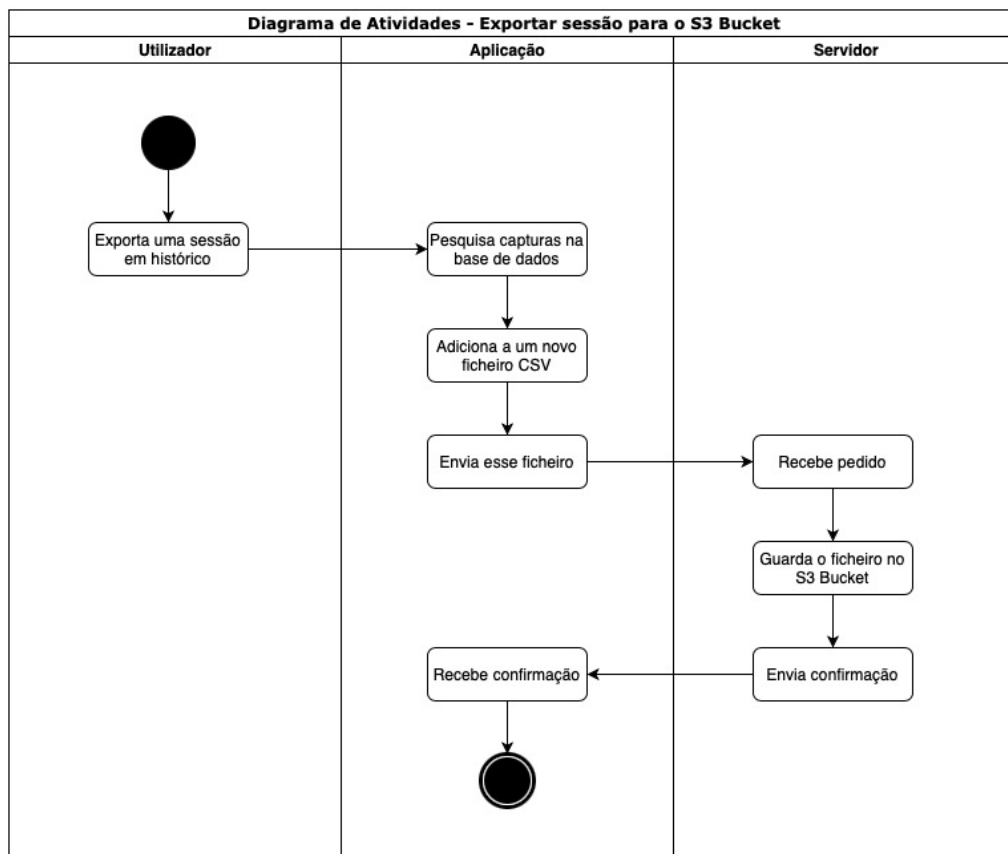 Diagrama de Atividades - Exportar sessão para o S3 Bucket
Utilizador
Aplicação
Servidor
Exporta uma sessão
em histórico
Pesquisa capturas na
base de dados
Adiciona a um novo
ficheiro CSV
Envia esse ficheiro
Recebe pedido
Guarda o ficheiro no
S3 Bucket
Recebe confirmação
Envia confirmação